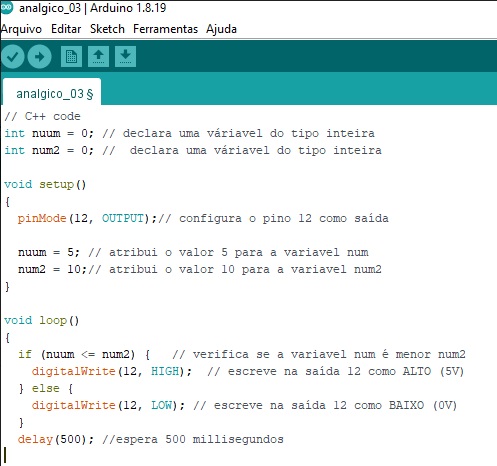 analgico_03 | Arduino 1.8.19
Arquivo Editar Sketch Ferramentas Ajuda
analgico_03 §
// C++ code
int nuum = 0; // declara uma váriavel do tipo inteira
int num2 = 0; //  declara uma váriavel do tipo inteira
void setup()
{
  pinMode(12, OUTPUT);// configura o pino 12 como saída
  nuum = 5; // atribui o valor 5 para a variavel num
  num2 = 10;// atribui o valor 10 para a variavel num2
}
void loop()
{
  if (nuum <= num2) {   // verifica se a variavel num é menor num2
    digitalWrite(12, HIGH);  // escreve na saída 12 como ALTO (5V)
  } else {
    digitalWrite(12, LOW); // escreve na saída 12 como BAIXO (0V)
  }
  delay(500); //espera 500 millisegundos